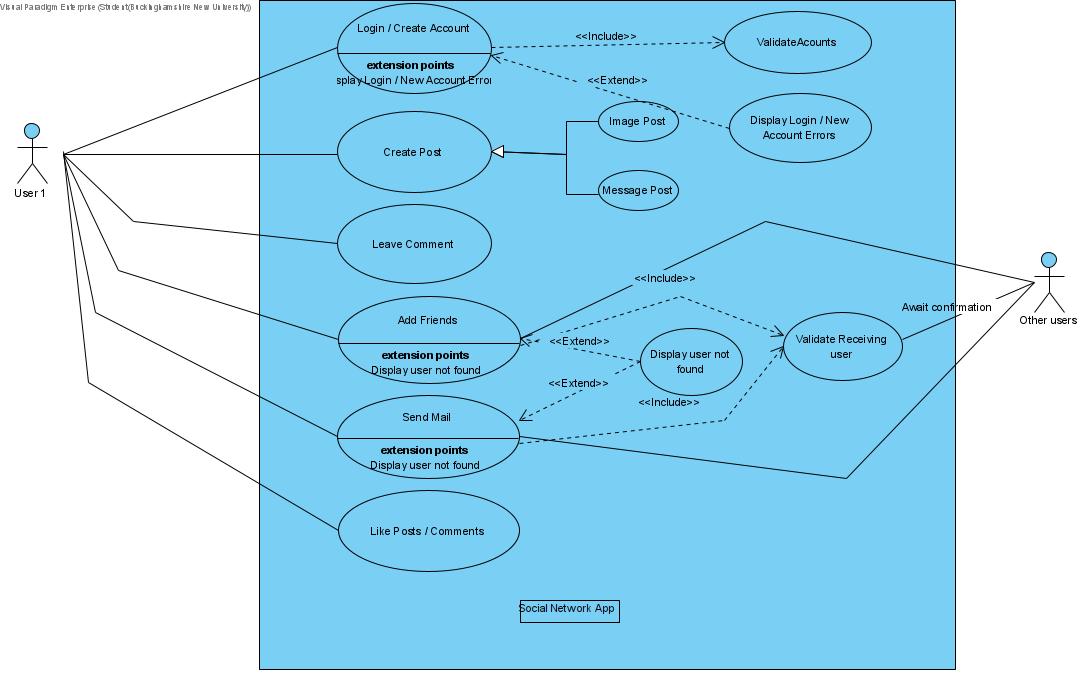 Visual Paradigm Enterprise (Student(Buckinghamshire New University))
Login / Create Account
extension points
splay Login / New Account Error
<<Include>>
ValidateAcounts
<<Extend>>
Display Login / New
Account Errors
Create Post
Image Post
Message Post
User 1
Leave Comment
<<Include>>
Add Friends
extension points
Display user not found
<<Extend>>
Display user not
found
Validate Receiving
user
Await confirmation
Other users
<<Extend>>
<<Include>>
Send Mail
extension points
Display user not found
Like Posts / Comments
Social Network App